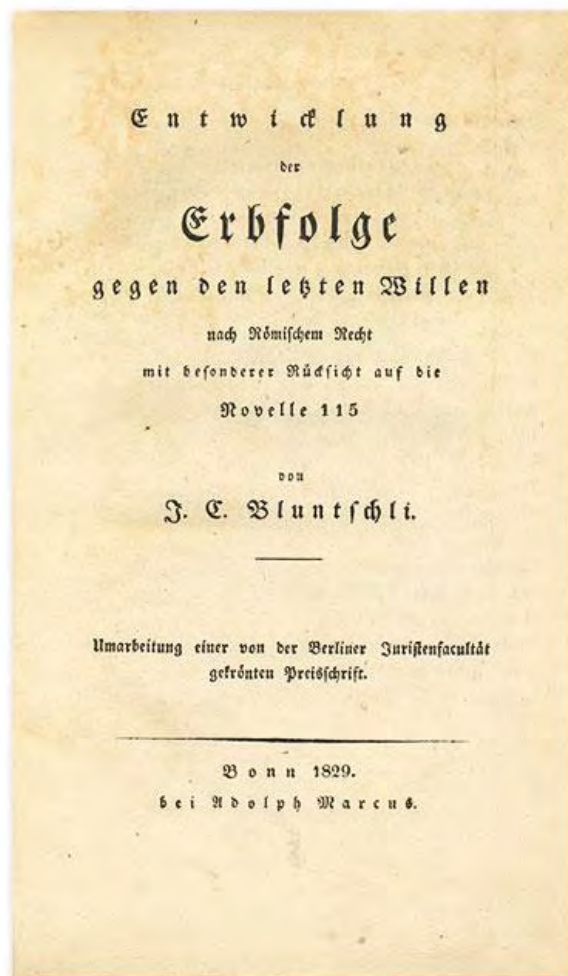 Entwicklung
der
Erbfolge
gegen den letzten Willen
nach Römischem Recht
mit besonderer Rücksicht auf die
Novelle 115
von
J. C. Bluntschli.
Umarbeitung einer von der Berliner Juristenfacultät
gekrönten Preisschrift.
Bonn 1829.
bei Adolph Marcus.